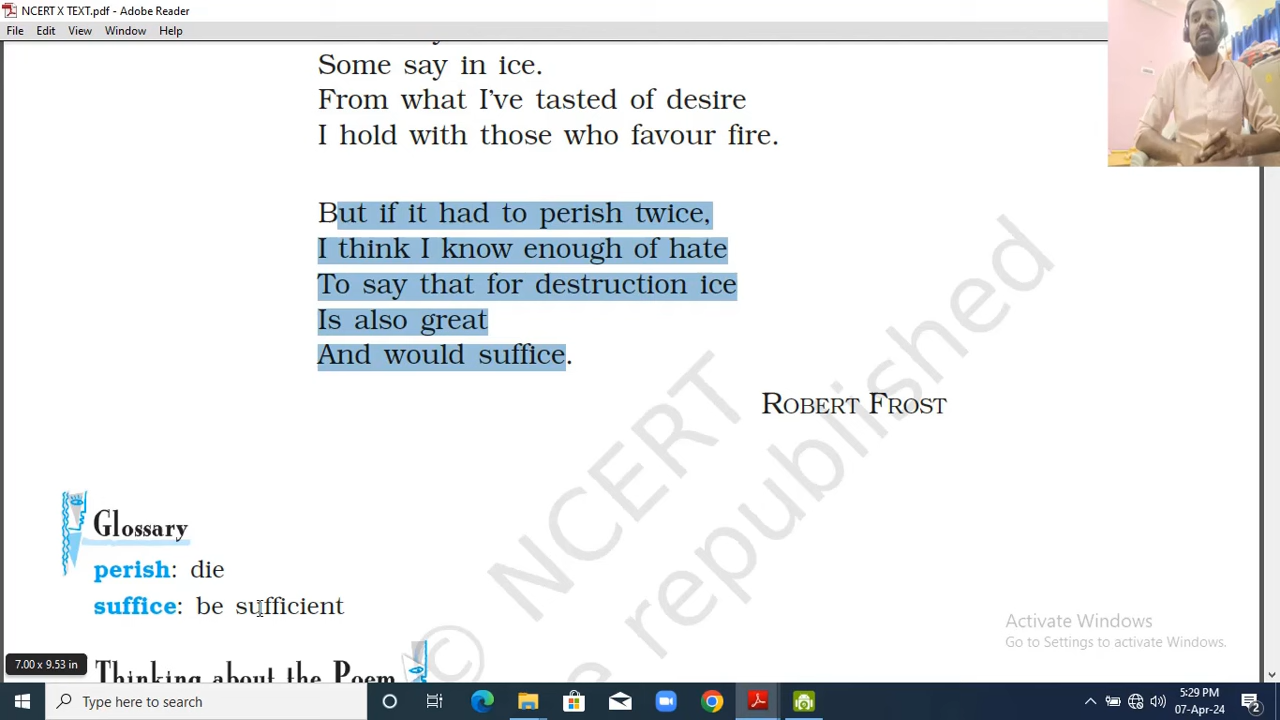 NCERT X TEXT.pdf - Adobe Reader
File Edit View Window Help
Some say in ice.
From what I've tasted of desire
I hold with those who favour fire.
But if it had to perish twice,
I think I know enough of hate
To say that for destruction ice
Is also great
And would suffice.
ROBERT FROST
Glossary
perish: die
suffice: be sufficient
Thinking about the Poem
© NCERT
republished
Activate Windows
Go to Settings to activate Windows.
7.00 x 9.53 in
Type here to search
5:29 PM
07-Apr-24
2